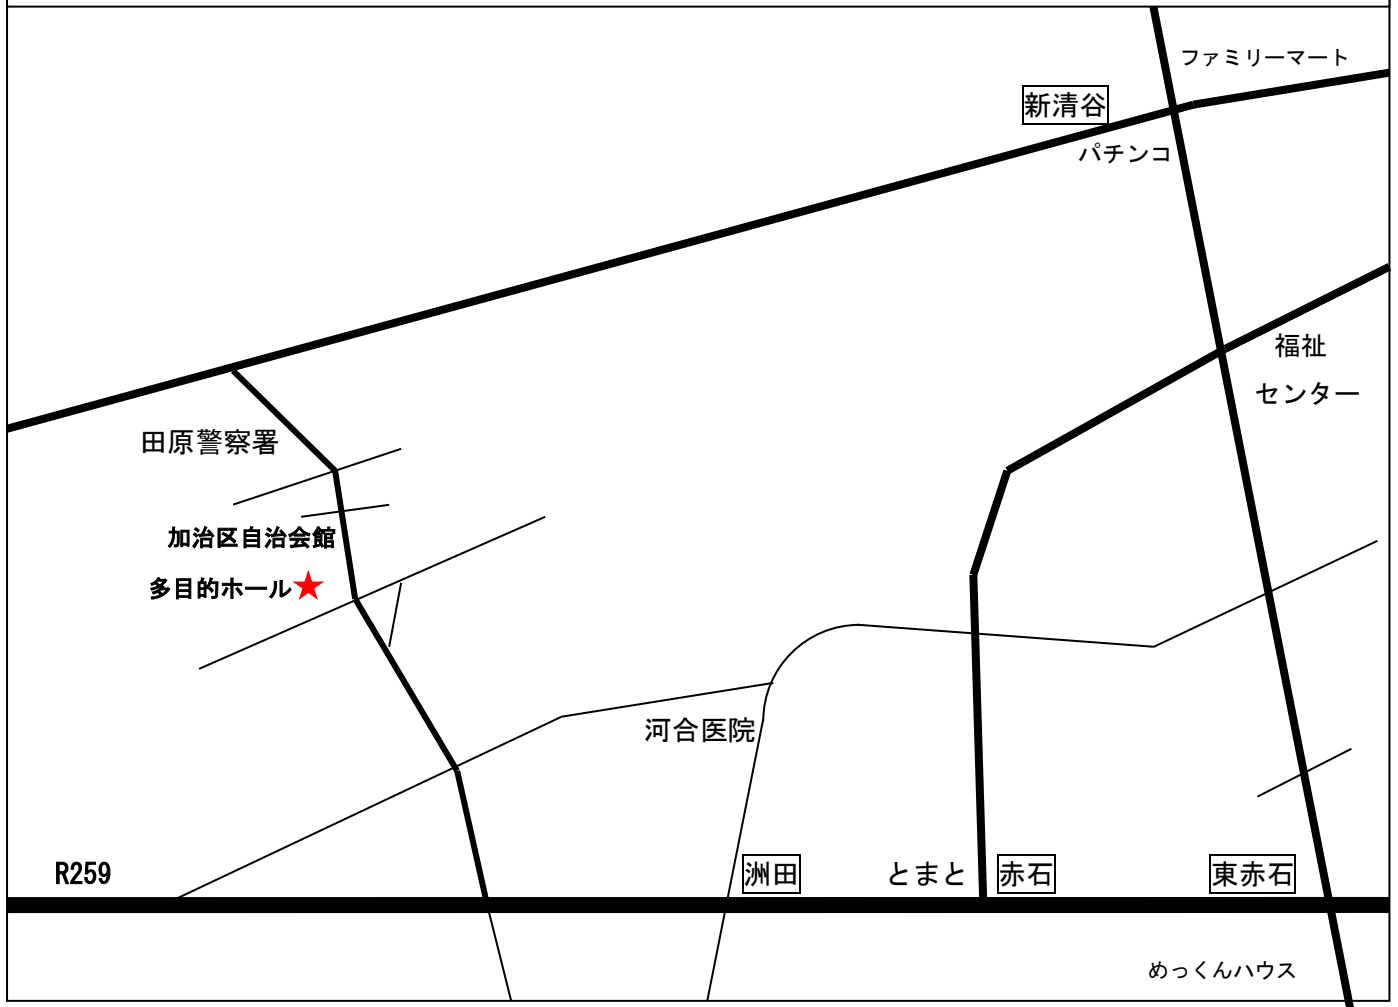 ファミリーマート
新清谷
パチンコ
福祉
センター
田原警察署
加治区自治会館
多目的ホール★
河合医院
R259
洲田
とまと
赤石
東赤石
めっくんハウス